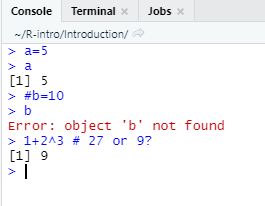 Console Terminal × Jobs ×
~/R-intro/Introduction/
> a=5
> a
[1] 5
> #b=10
> b
Error: object 'b' not found
> 1+2^3 # 27 or 9?
[1] 9
>